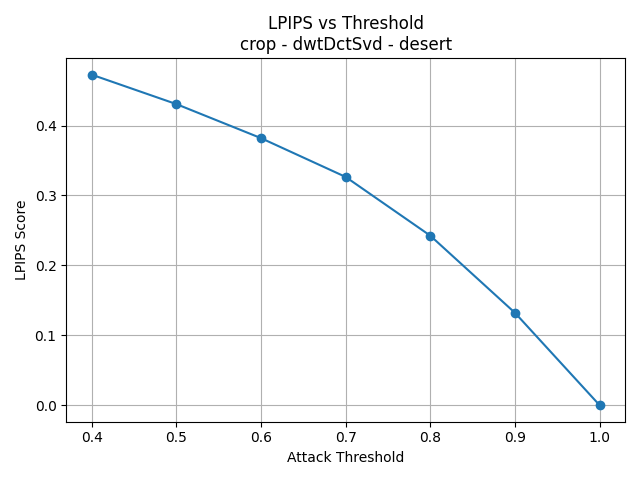 LPIPS vs Threshold
crop - dwtDctSvd - desert
0.4
0.3
0.2
0.1
0.0
LPIPS Score
0.4 0.5 0.6 0.7 0.8 0.9 1.0
Attack Threshold